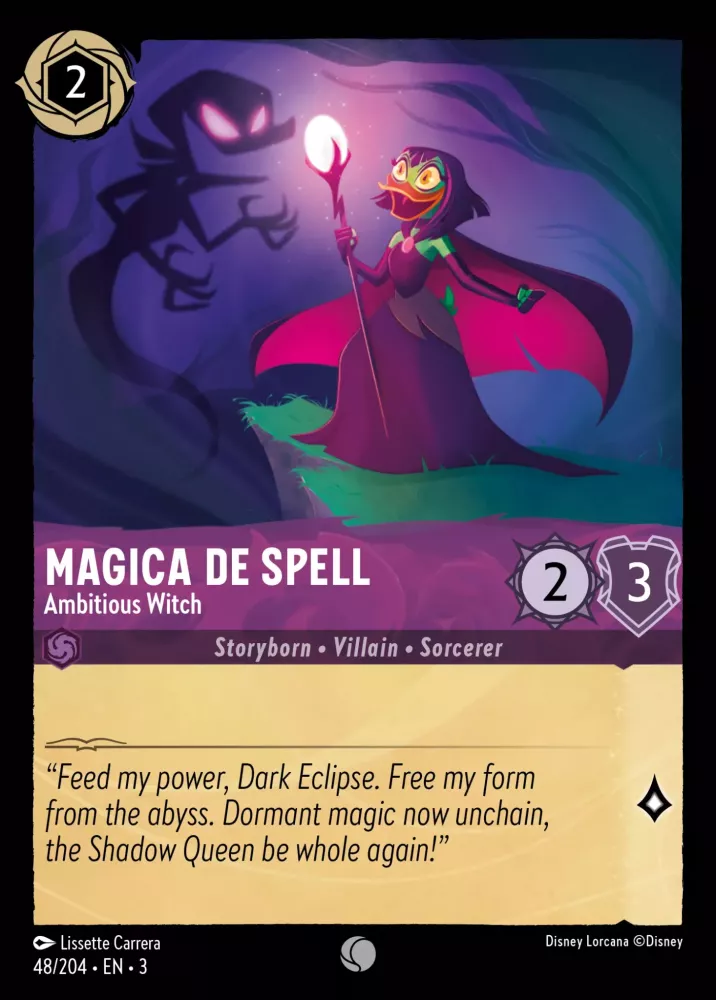 2
MAGICA DE SPELL
Ambitious Witch
2
3
Storyborn • Villain • Sorcerer
“Feed my power, Dark Eclipse. Free my form
from the abyss. Dormant magic now unchain,
the Shadow Queen be whole again!”
Lissette Carrera
Disney Lorcana ©Disney
48/204 • EN • 3